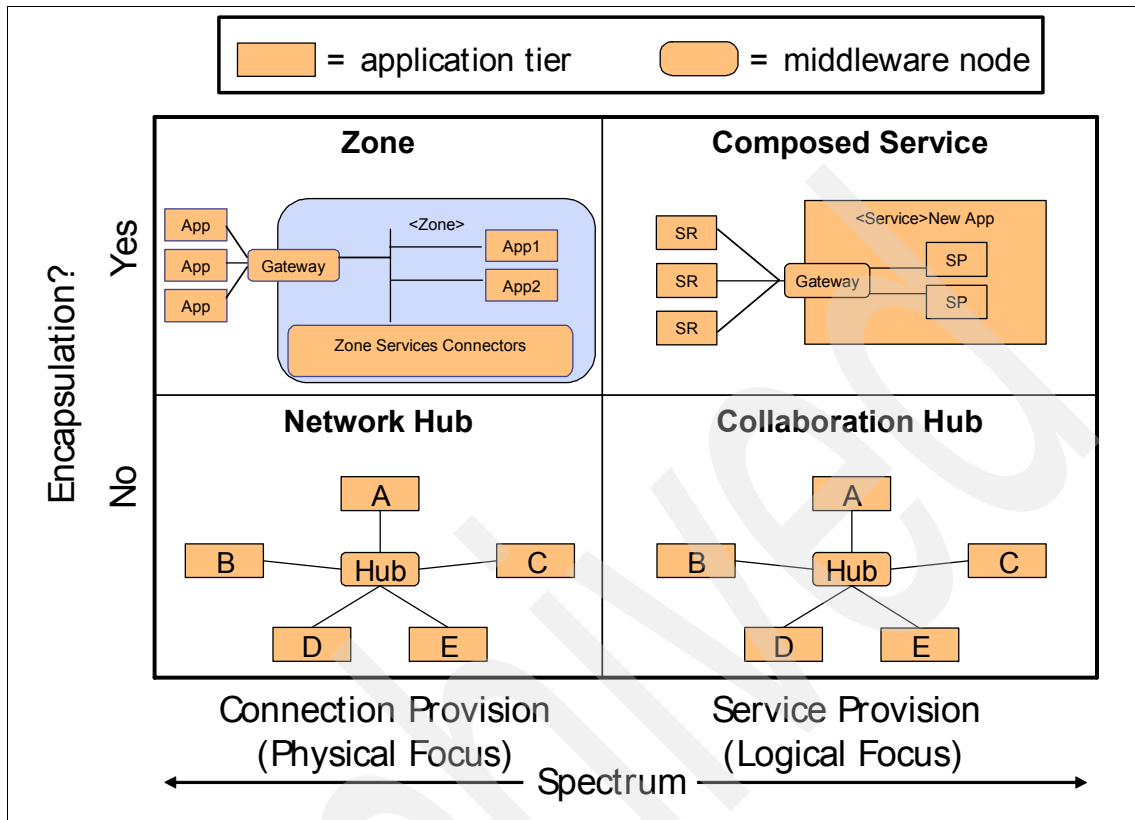 = application tier
= middleware node
Encapsulation?
Yes
No
Zone
App
App
App
Gateway
<Zone>
App1
App2
Zone Services Connectors
Composed Service
SR
SR
SR
Gateway
<Service>New App
SP
SP
Network Hub
A
B
Hub
C
D
E
Collaboration Hub
A
B
Hub
C
D
E
Connection Provision
(Physical Focus)
Service Provision
(Logical Focus)
Spectrum